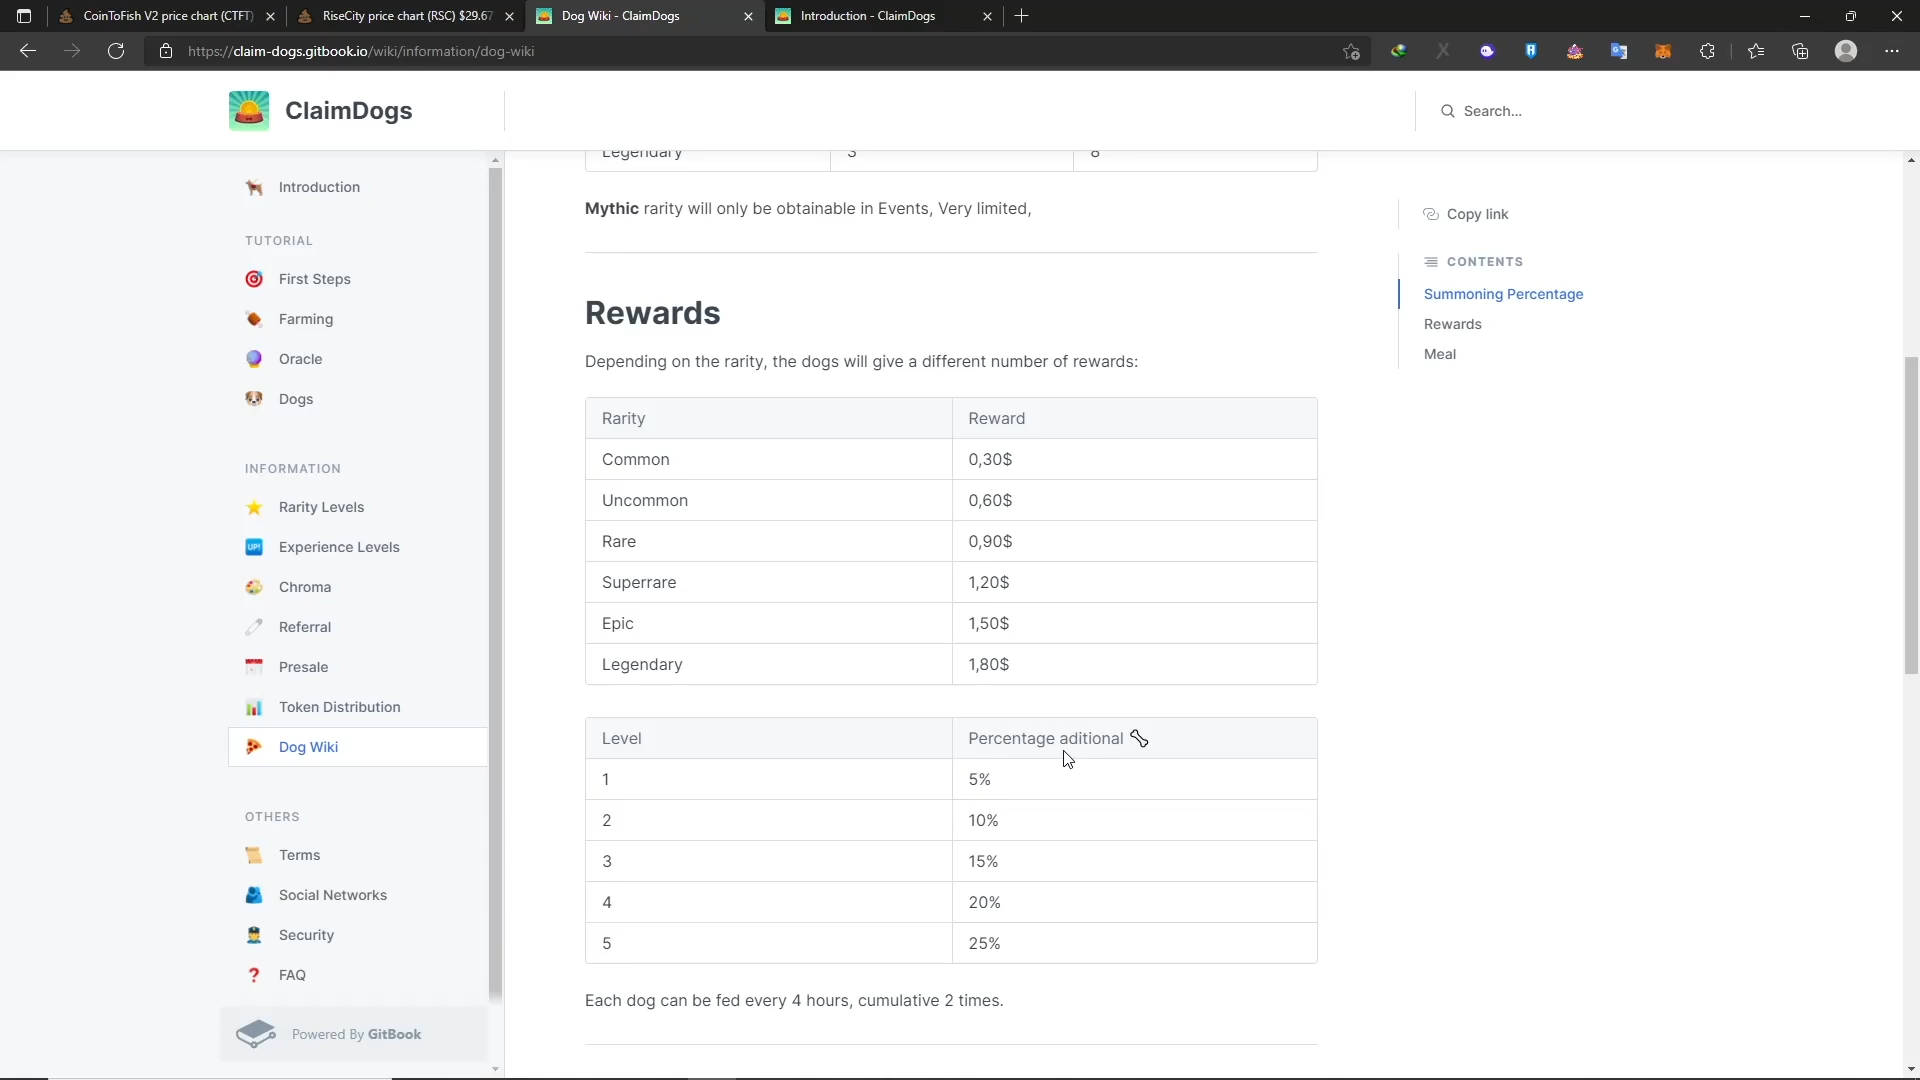 CoinToFish V2 price chart (CTFT)
RiseCity price chart (RSC) $29.67
Dog Wiki - ClaimDogs
Introduction - ClaimDogs
https://claim-dogs.gitbook.io/wiki/information/dog-wiki
ClaimDogs
Search...
Introduction
TUTORIAL
First Steps
Farming
Oracle
Dogs
INFORMATION
Rarity Levels
UP! Experience Levels
Chroma
Referral
Presale
Token Distribution
Dog Wiki
OTHERS
Terms
Social Networks
Security
FAQ
Powered By GitBook
Legendary 3 8
Mythic rarity will only be obtainable in Events, Very limited,
Rewards
Depending on the rarity, the dogs will give a different number of rewards:
Rarity Reward
Common 0,30$
Uncommon 0,60$
Rare 0,90$
Superrare 1,20$
Epic 1,50$
Legendary 1,80$
Level Percentage aditional
1 5%
2 10%
3 15%
4 20%
5 25%
Each dog can be fed every 4 hours, cumulative 2 times.
Copy link
CONTENTS
Summoning Percentage
Rewards
Meal